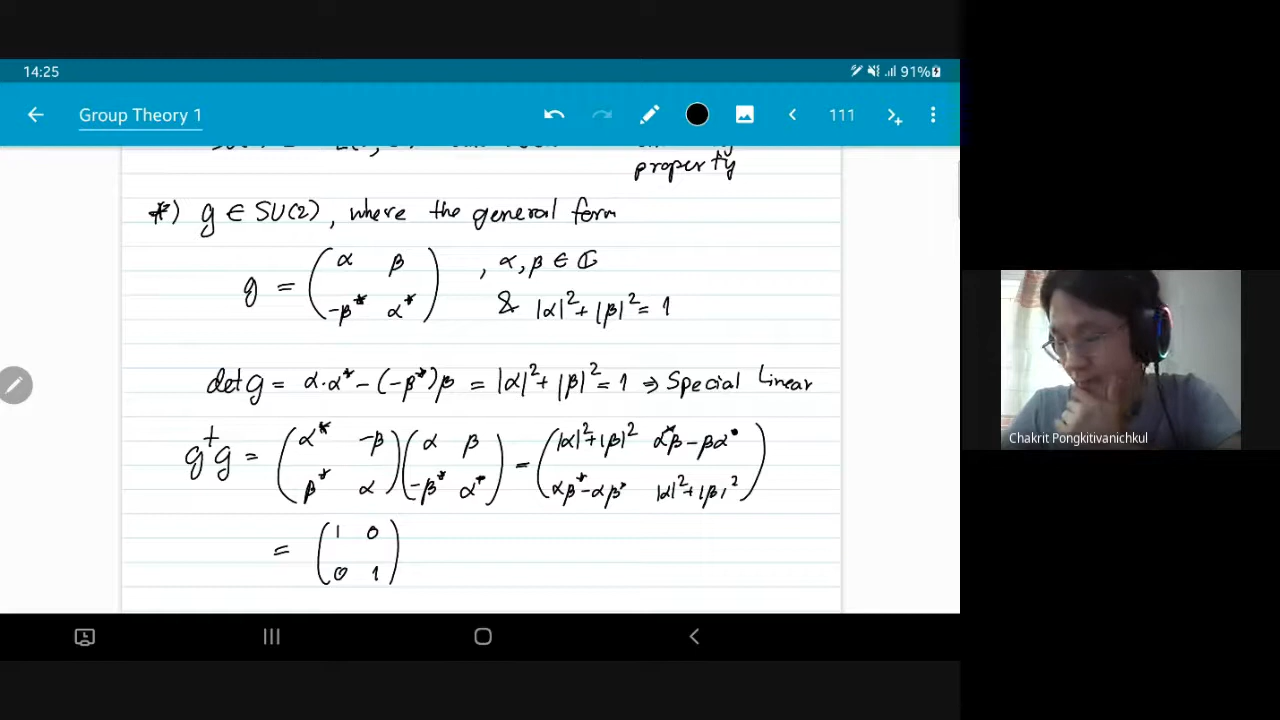 14:25
91%
Group Theory 1
111
property
*) g ∈ SU(2), where the general form
g = ( α β ; -β* α* ) , α, β ∈ ℂ
& |α|²+|β|² = 1
det g = α·α* - (-β*)β = |α|²+|β|² = 1 ⇒ Special Linear
g†g = ( α* -β ; β* α )( α β ; -β* α* ) = ( |α|²+|β|² α*β-βα* ; αβ*-αβ* |α|²+|β|² )
= ( 1 0 ; 0 1 )
Chakrit Pongkitivanichkul